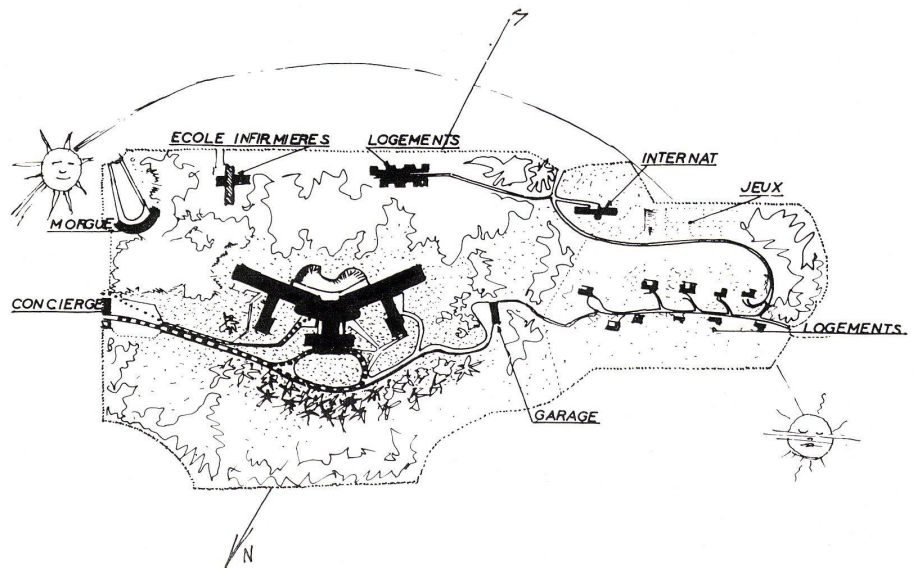 S
ECOLE INFIRMIERES
LOGEMENTS
INTERNAT
JEUX
MORGUE
CONCIERGE
LOGEMENTS
GARAGE
N